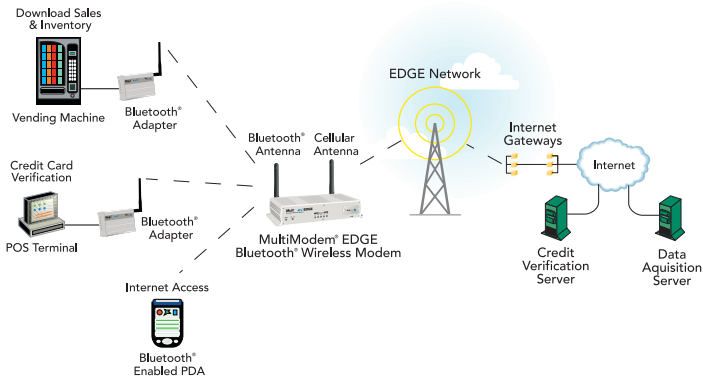 Download Sales
& Inventory
Vending Machine
Bluetooth®
Adapter
Credit Card
Verification
POS Terminal
Bluetooth®
Adapter
Internet Access
Bluetooth®
Enabled PDA
Bluetooth®
Antenna
Cellular
Antenna
MultiModem® EDGE
Bluetooth® Wireless Modem
EDGE Network
Internet
Gateways
Internet
Credit
Verification
Server
Data
Aquisition
Server